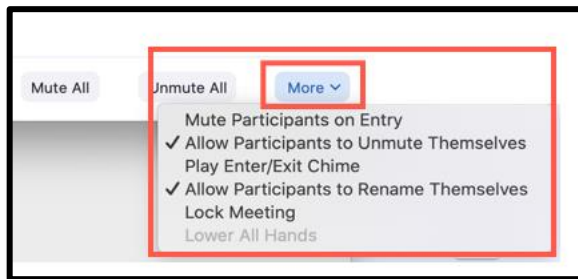 Mute All Unmute All More
Mute Participants on Entry
✓ Allow Participants to Unmute Themselves
Play Enter/Exit Chime
✓ Allow Participants to Rename Themselves
Lock Meeting
Lower All Hands